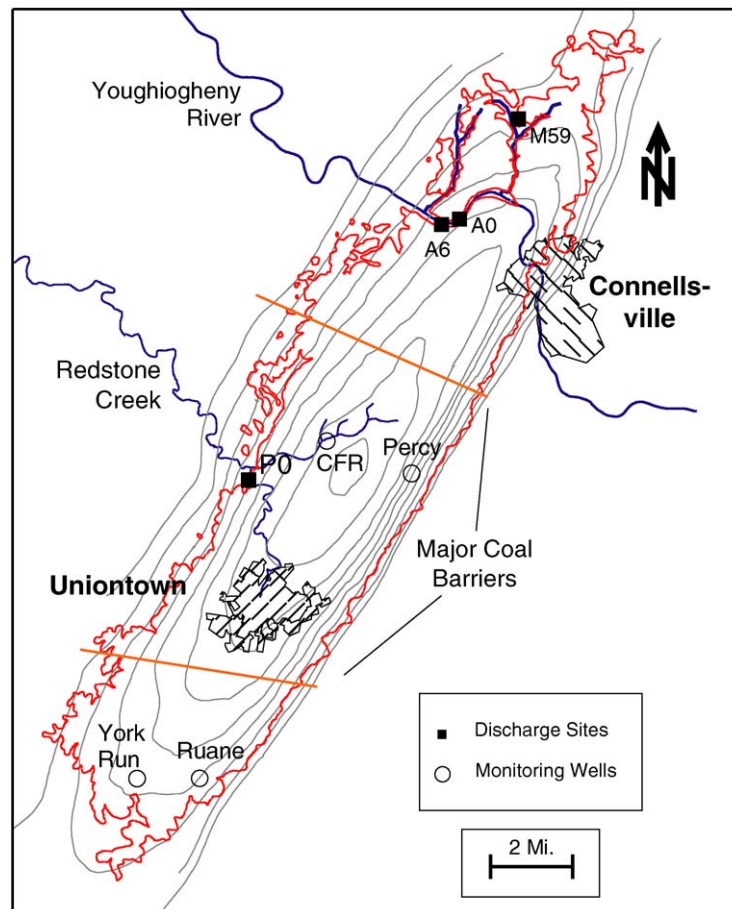 Youghiogheny
River
M59
N
A0
A6
Connells-
ville
Redstone
Creek
CFR
Percy
P0
Major Coal
Barriers
Uniontown
York
Run
Ruane
Discharge Sites
Monitoring Wells
2 Mi.